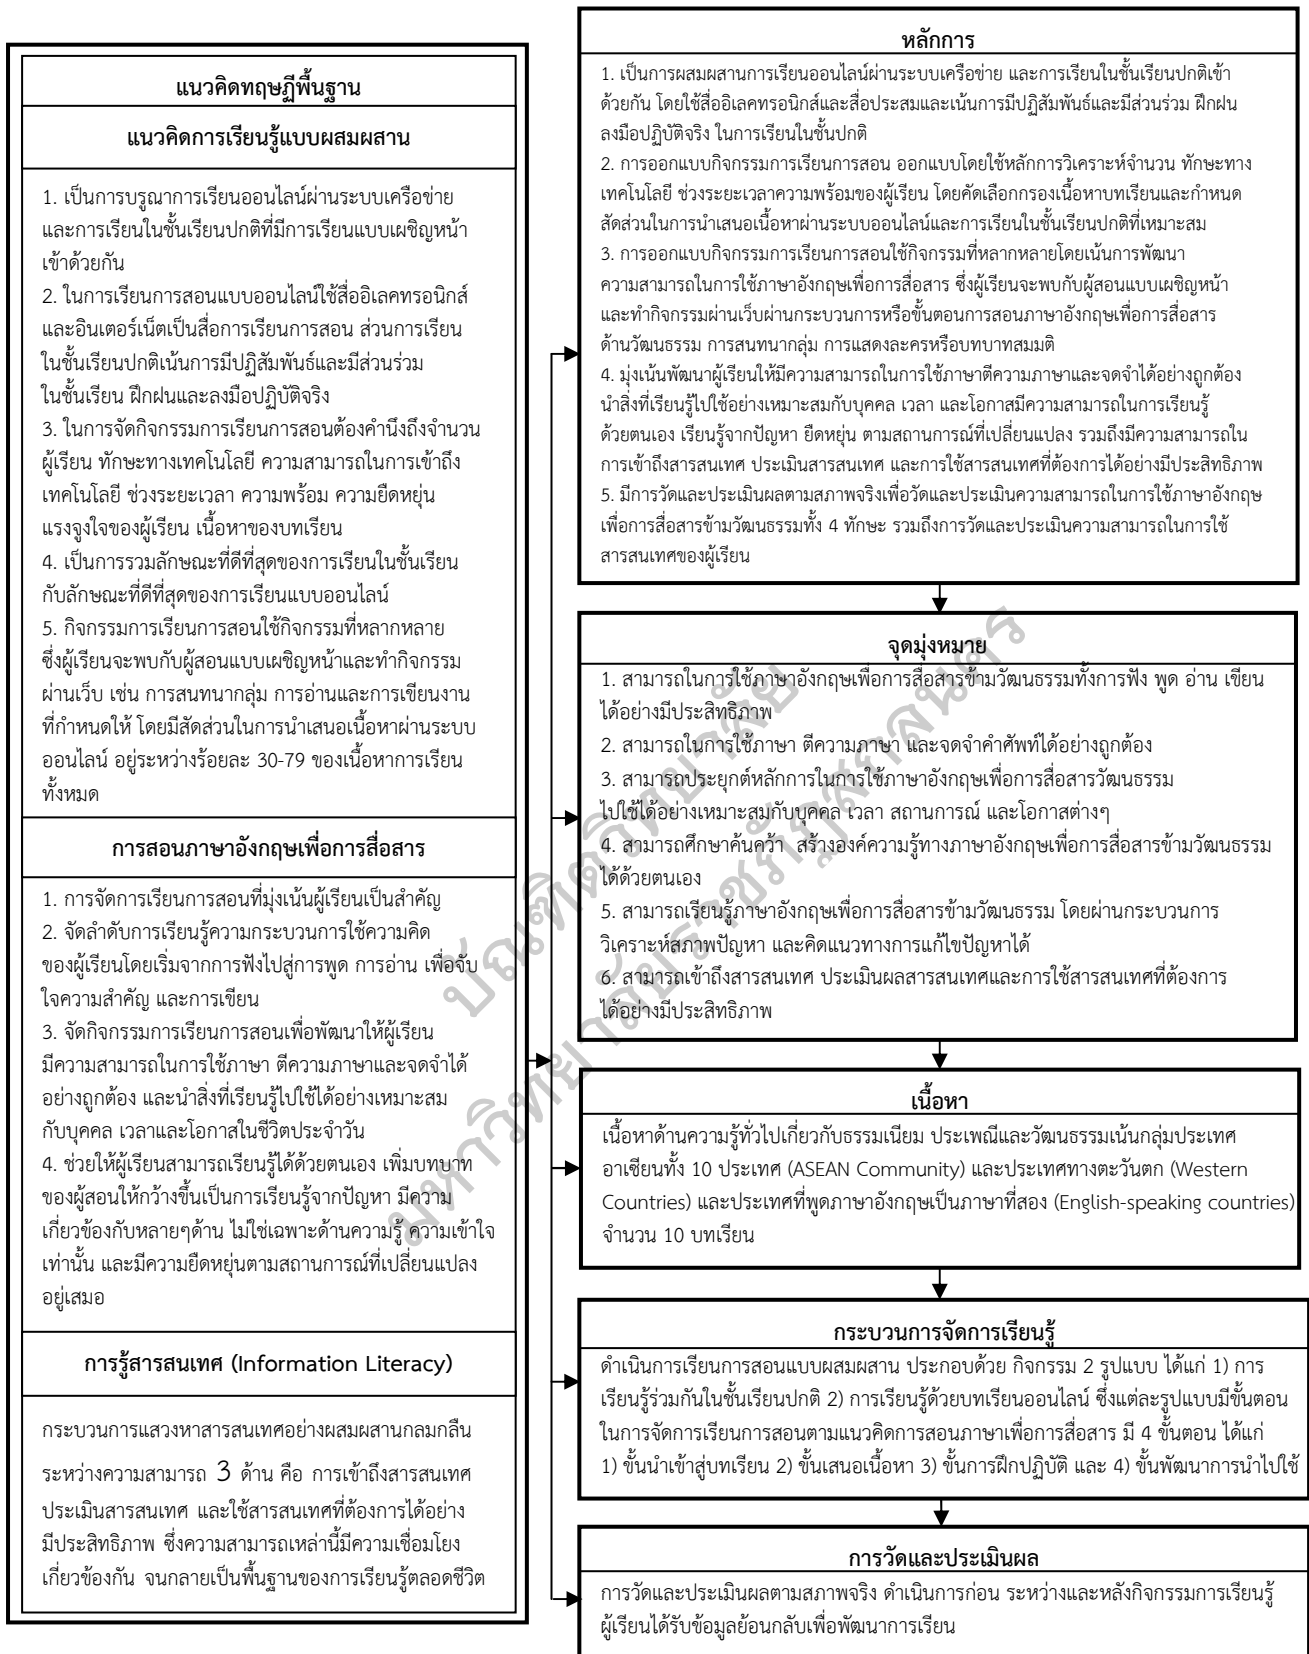 แนวคิดทฤษฏีพื้นฐาน
แนวคิดการเรียนรู้แบบผสมผสาน
1. เป็นการบรูณาการเรียนออนไลน์ผ่านระบบเครือข่าย
และการเรียนในชั้นเรียนปกติที่มีการเรียนแบบเผชิญหน้า
เข้าด้วยกัน
2. ในการเรียนการสอนแบบออนไลน์ใช้สื่ออิเลคทรอนิกส์
และอินเตอร์เน็ตเป็นสื่อการเรียนการสอน ส่วนการเรียน
ในชั้นเรียนปกติเน้นการมีปฏิสัมพันธ์และมีส่วนร่วม
ในชั้นเรียน ฝึกฝนและลงมือปฏิบัติจริง
3. ในการจัดกิจกรรมการเรียนการสอนต้องคำนึงถึงจำนวน
ผู้เรียน ทักษะทางเทคโนโลยี ความสามารถในการเข้าถึง
เทคโนโลยี ช่วงระยะเวลา ความพร้อม ความยืดหยุ่น
แรงจูงใจของผู้เรียน เนื้อหาของบทเรียน
4. เป็นการรวมลักษณะที่ดีที่สุดของการเรียนในชั้นเรียน
กับลักษณะที่ดีที่สุดของการเรียนแบบออนไลน์
5. กิจกรรมการเรียนการสอนใช้กิจกรรมที่หลากหลาย
ซึ่งผู้เรียนจะพบกับผู้สอนแบบเผชิญหน้าและทำกิจกรรม
ผ่านเว็บ เช่น การสนทนากลุ่ม การอ่านและการเขียนงาน
ที่กำหนดให้ โดยมีสัดส่วนในการนำเสนอเนื้อหาผ่านระบบ
ออนไลน์ อยู่ระหว่างร้อยละ 30-79 ของเนื้อหาการเรียน
ทั้งหมด
การสอนภาษาอังกฤษเพื่อการสื่อสาร
1. การจัดการเรียนการสอนที่มุ่งเน้นผู้เรียนเป็นสำคัญ
2. จัดลำดับการเรียนรู้ความกระบวนการใช้ความคิด
ของผู้เรียนโดยเริ่มจากการฟังไปสู่การพูด การอ่าน เพื่อจับ
ใจความสำคัญ และการเขียน
3. จัดกิจกรรมการเรียนการสอนเพื่อพัฒนาให้ผู้เรียน
มีความสามารถในการใช้ภาษา ตีความภาษาและจดจำได้
อย่างถูกต้อง และนำสิ่งที่เรียนรู้ไปใช้ได้อย่างเหมาะสม
กับบุคคล เวลาและโอกาสในชีวิตประจำวัน
4. ช่วยให้ผู้เรียนสามารถเรียนรู้ได้ด้วยตนเอง เพิ่มบทบาท
ของผู้สอนให้กว้างขึ้นเป็นการเรียนรู้จากปัญหา มีความ
เกี่ยวข้องกับหลายๆด้าน ไม่ใช่เฉพาะด้านความรู้ ความเข้าใจ
เท่านั้น และมีความยืดหยุ่นตามสถานการณ์ที่เปลี่ยนแปลง
อยู่เสมอ
การรู้สารสนเทศ (Information Literacy)
กระบวนการแสวงหาสารสนเทศอย่างผสมผสานกลมกลืน
ระหว่างความสามารถ 3 ด้าน คือ การเข้าถึงสารสนเทศ
ประเมินสารสนเทศ และใช้สารสนเทศที่ต้องการได้อย่าง
มีประสิทธิภาพ ซึ่งความสามารถเหล่านี้มีความเชื่อมโยง
เกี่ยวข้องกัน จนกลายเป็นพื้นฐานของการเรียนรู้ตลอดชีวิต
หลักการ
1. เป็นการผสมผสานการเรียนออนไลน์ผ่านระบบเครือข่าย และการเรียนในชั้นเรียนปกติเข้า
ด้วยกัน โดยใช้สื่ออิเลคทรอนิกส์และสื่อประสมและเน้นการมีปฏิสัมพันธ์และมีส่วนร่วม ฝึกฝน
ลงมือปฏิบัติจริง ในการเรียนในชั้นปกติ
2. การออกแบบกิจกรรมการเรียนการสอน ออกแบบโดยใช้หลักการวิเคราะห์จำนวน ทักษะทาง
เทคโนโลยี ช่วงระยะเวลาความพร้อมของผู้เรียน โดยคัดเลือกกรองเนื้อหาบทเรียนและกำหนด
สัดส่วนในการนำเสนอเนื้อหาผ่านระบบออนไลน์และการเรียนในชั้นเรียนปกติที่เหมาะสม
3. การออกแบบกิจกรรมการเรียนการสอนใช้กิจกรรมที่หลากหลายโดยเน้นการพัฒนา
ความสามารถในการใช้ภาษาอังกฤษเพื่อการสื่อสาร ซึ่งผู้เรียนจะพบกับผู้สอนแบบเผชิญหน้า
และทำกิจกรรมผ่านเว็บผ่านกระบวนการหรือขั้นตอนการสอนภาษาอังกฤษเพื่อการสื่อสาร
ด้านวัฒนธรรม การสนทนากลุ่ม การแสดงละครหรือบทบาทสมมติ
4. มุ่งเน้นพัฒนาผู้เรียนให้มีความสามารถในการใช้ภาษาตีความภาษาและจดจำได้อย่างถูกต้อง
นำสิ่งที่เรียนรู้ไปใช้อย่างเหมาะสมกับบุคคล เวลา และโอกาสมีความสามารถในการเรียนรู้
ด้วยตนเอง เรียนรู้จากปัญหา ยืดหยุ่น ตามสถานการณ์ที่เปลี่ยนแปลง รวมถึงมีความสามารถใน
การเข้าถึงสารสนเทศ ประเมินสารสนเทศ และการใช้สารสนเทศที่ต้องการได้อย่างมีประสิทธิภาพ
5. มีการวัดและประเมินผลตามสภาพจริงเพื่อวัดและประเมินความสามารถในการใช้ภาษาอังกฤษ
เพื่อการสื่อสารข้ามวัฒนธรรมทั้ง 4 ทักษะ รวมถึงการวัดและประเมินความสามารถในการใช้
สารสนเทศของผู้เรียน
จุดมุ่งหมาย
1. สามารถในการใช้ภาษาอังกฤษเพื่อการสื่อสารข้ามวัฒนธรรมทั้งการฟัง พูด อ่าน เขียน
ได้อย่างมีประสิทธิภาพ
2. สามารถในการใช้ภาษา ตีความภาษา และจดจำคำศัพท์ได้อย่างถูกต้อง
3. สามารถประยุกต์หลักการในการใช้ภาษาอังกฤษเพื่อการสื่อสารวัฒนธรรม
ไปใช้ได้อย่างเหมาะสมกับบุคคล เวลา สถานการณ์ และโอกาสต่างๆ
4. สามารถศึกษาค้นคว้า สร้างองค์ความรู้ทางภาษาอังกฤษเพื่อการสื่อสารข้ามวัฒนธรรม
ได้ด้วยตนเอง
5. สามารถเรียนรู้ภาษาอังกฤษเพื่อการสื่อสารข้ามวัฒนธรรม โดยผ่านกระบวนการ
วิเคราะห์สภาพปัญหา และคิดแนวทางการแก้ไขปัญหาได้
6. สามารถเข้าถึงสารสนเทศ ประเมินผลสารสนเทศและการใช้สารสนเทศที่ต้องการ
ได้อย่างมีประสิทธิภาพ
เนื้อหา
เนื้อหาด้านความรู้ทั่วไปเกี่ยวกับธรรมเนียม ประเพณีและวัฒนธรรมเน้นกลุ่มประเทศ
อาเซียนทั้ง 10 ประเทศ (ASEAN Community) และประเทศทางตะวันตก (Western
Countries) และประเทศที่พูดภาษาอังกฤษเป็นภาษาที่สอง (English-speaking countries)
จำนวน 10 บทเรียน
กระบวนการจัดการเรียนรู้
ดำเนินการเรียนการสอนแบบผสมผสาน ประกอบด้วย กิจกรรม 2 รูปแบบ ได้แก่ 1) การ
เรียนรู้ร่วมกันในชั้นเรียนปกติ 2) การเรียนรู้ด้วยบทเรียนออนไลน์ ซึ่งแต่ละรูปแบบมีขั้นตอน
ในการจัดการเรียนการสอนตามแนวคิดการสอนภาษาเพื่อการสื่อสาร มี 4 ขั้นตอน ได้แก่
1) ขั้นนำเข้าสู่บทเรียน 2) ขั้นเสนอเนื้อหา 3) ขั้นการฝึกปฏิบัติ และ 4) ขั้นพัฒนาการนำไปใช้
การวัดและประเมินผล
การวัดและประเมินผลตามสภาพจริง ดำเนินการก่อน ระหว่างและหลังกิจกรรมการเรียนรู้
ผู้เรียนได้รับข้อมูลย้อนกลับเพื่อพัฒนาการเรียน
บัณฑิตวิทยาลัย
มหาวิทยาลัยราชภัฏสกลนคร